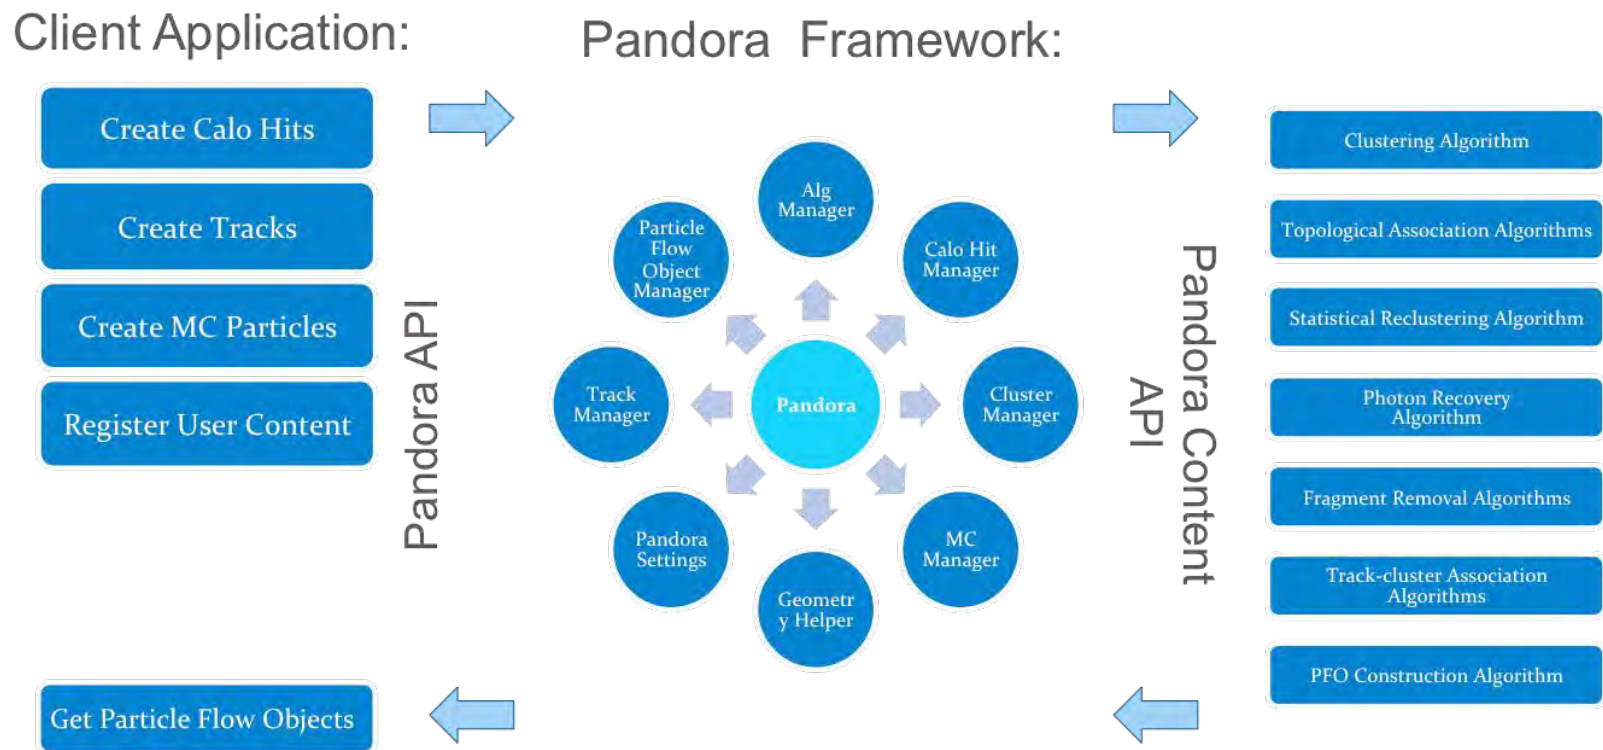 Client Application:
Pandora Framework:
Create Calo Hits
Create Tracks
Create MC Particles
Register User Content
Get Particle Flow Objects
Pandora API
Alg
Manager
Particle
Flow
Object
Manager
Calo Hit
Manager
Track
Manager
Pandora
Cluster
Manager
Pandora
Settings
MC
Manager
Geometr
y Helper
Pandora Content
API
Clustering Algorithm
Topological Association Algorithms
Statistical Reclustering Algorithm
Photon Recovery
Algorithm
Fragment Removal Algorithms
Track-cluster Association
Algorithms
PFO Construction Algorithm